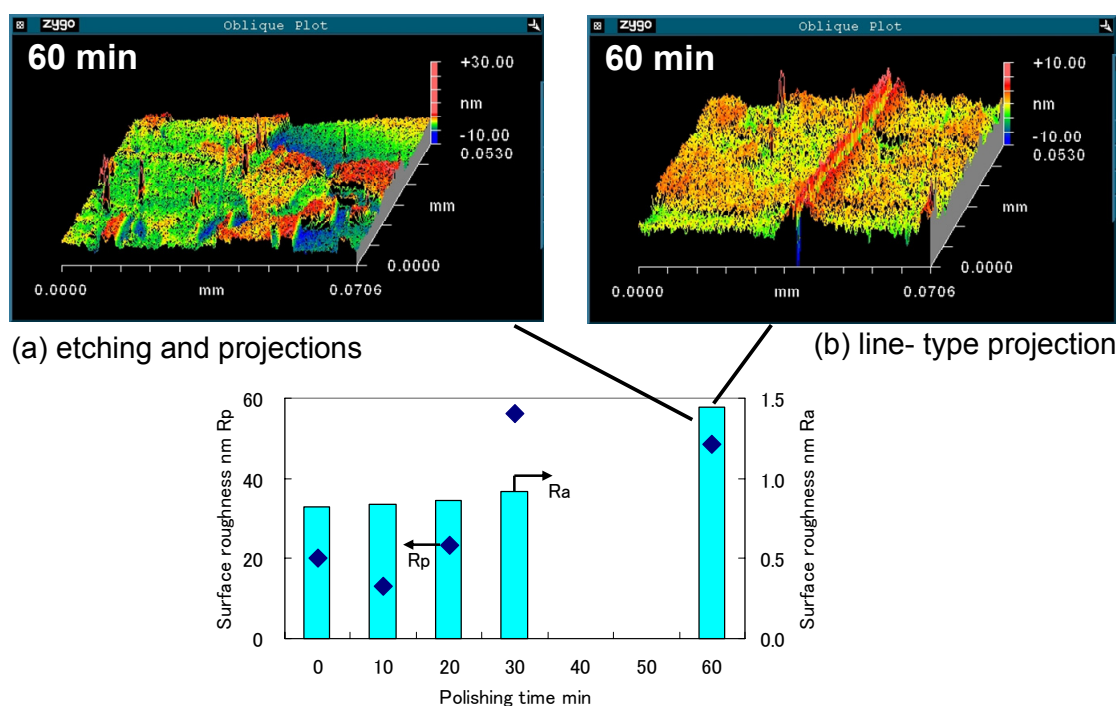 zygo Oblique Plot
60 min
+30.00
nm
-10.00
0.0530
mm
0.0000
0.0000 mm 0.0706
zygo Oblique Plot
60 min
+10.00
nm
-10.00
0.0530
mm
0.0000
0.0000 mm 0.0706
(a) etching and projections
(b) line- type projection
Surface roughness nm Rp
60
40
20
0
Ra
Rp
1.5
1.0
0.5
0.0
Surface roughness nm Ra
0 10 20 30 40 50 60
Polishing time min